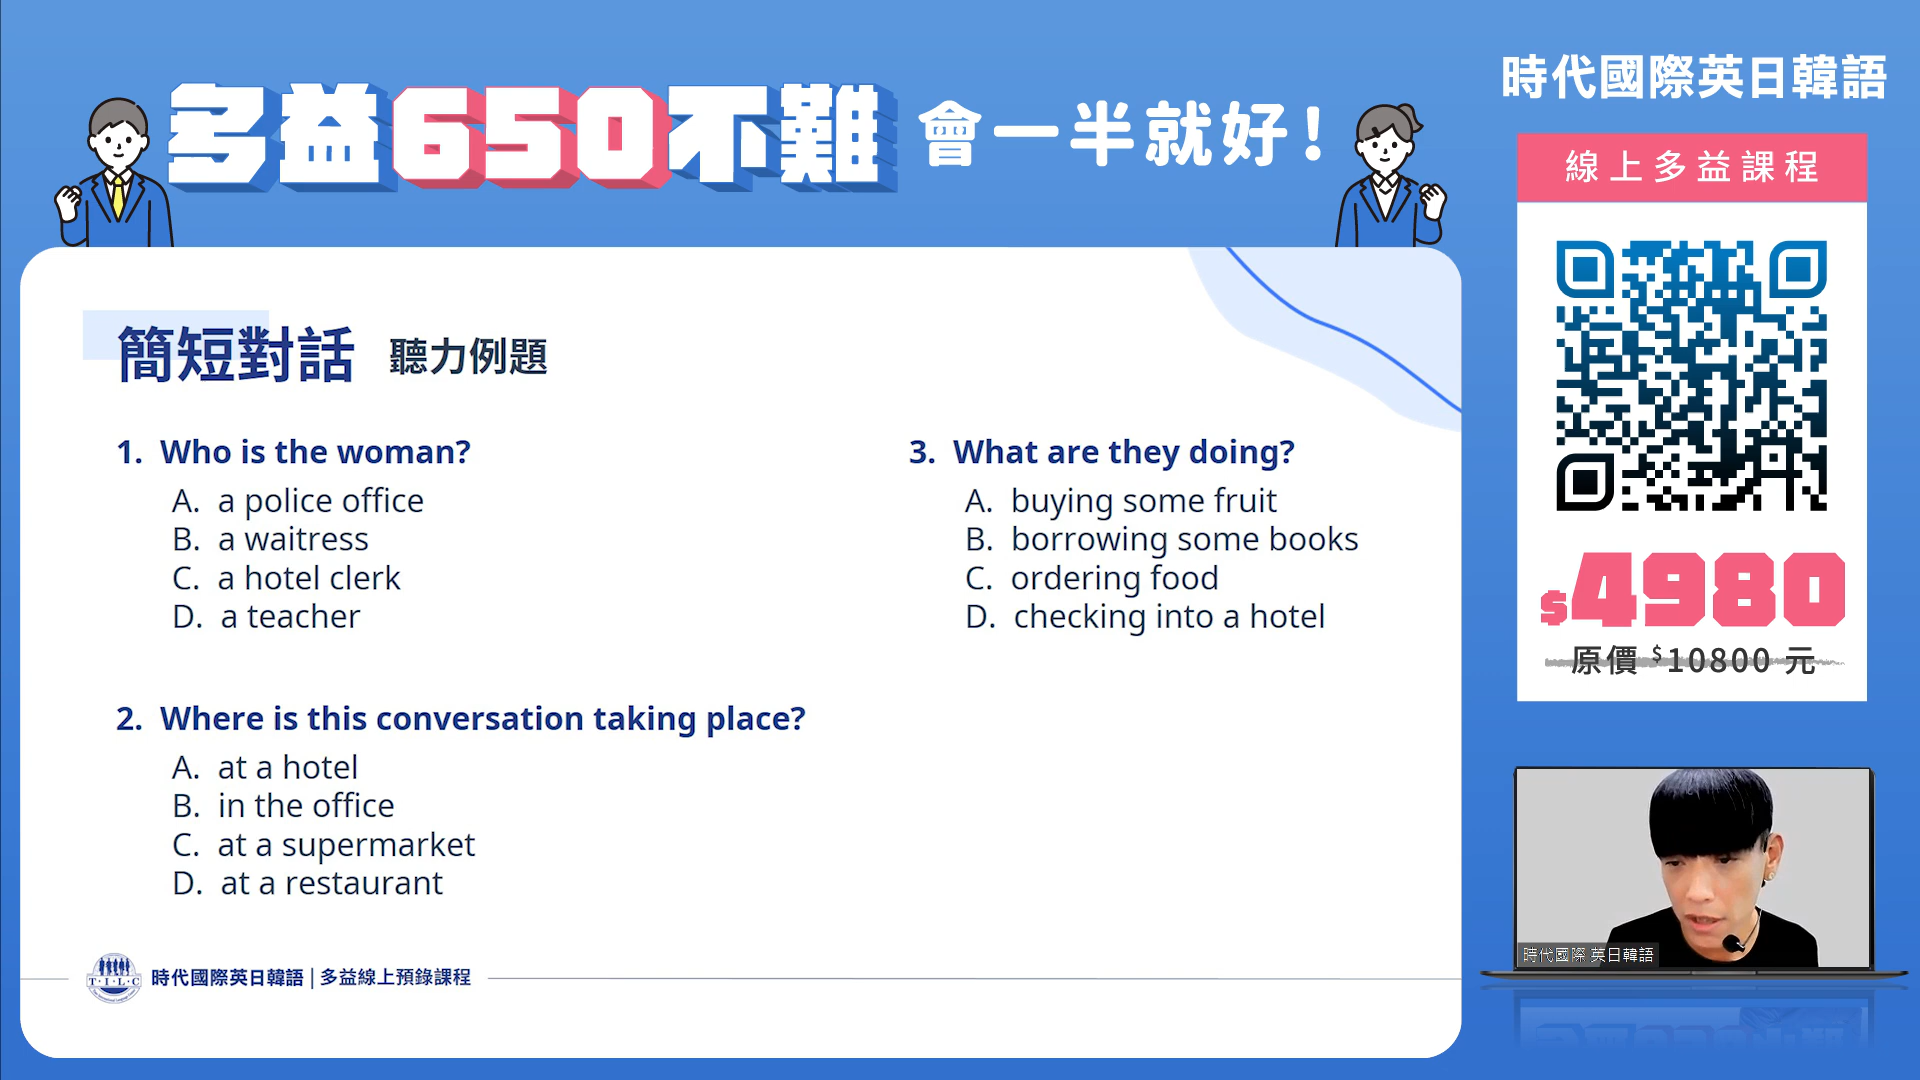 多益650不難 會一半就好！
時代國際英日韓語
線上多益課程
$4980
原價 $10800 元
簡短對話 聽力例題
1. Who is the woman?
A. a police office
B. a waitress
C. a hotel clerk
D. a teacher
2. Where is this conversation taking place?
A. at a hotel
B. in the office
C. at a supermarket
D. at a restaurant
3. What are they doing?
A. buying some fruit
B. borrowing some books
C. ordering food
D. checking into a hotel
T·I·L·C
時代國際英日韓語 | 多益線上預錄課程
時代國際 英日韓語